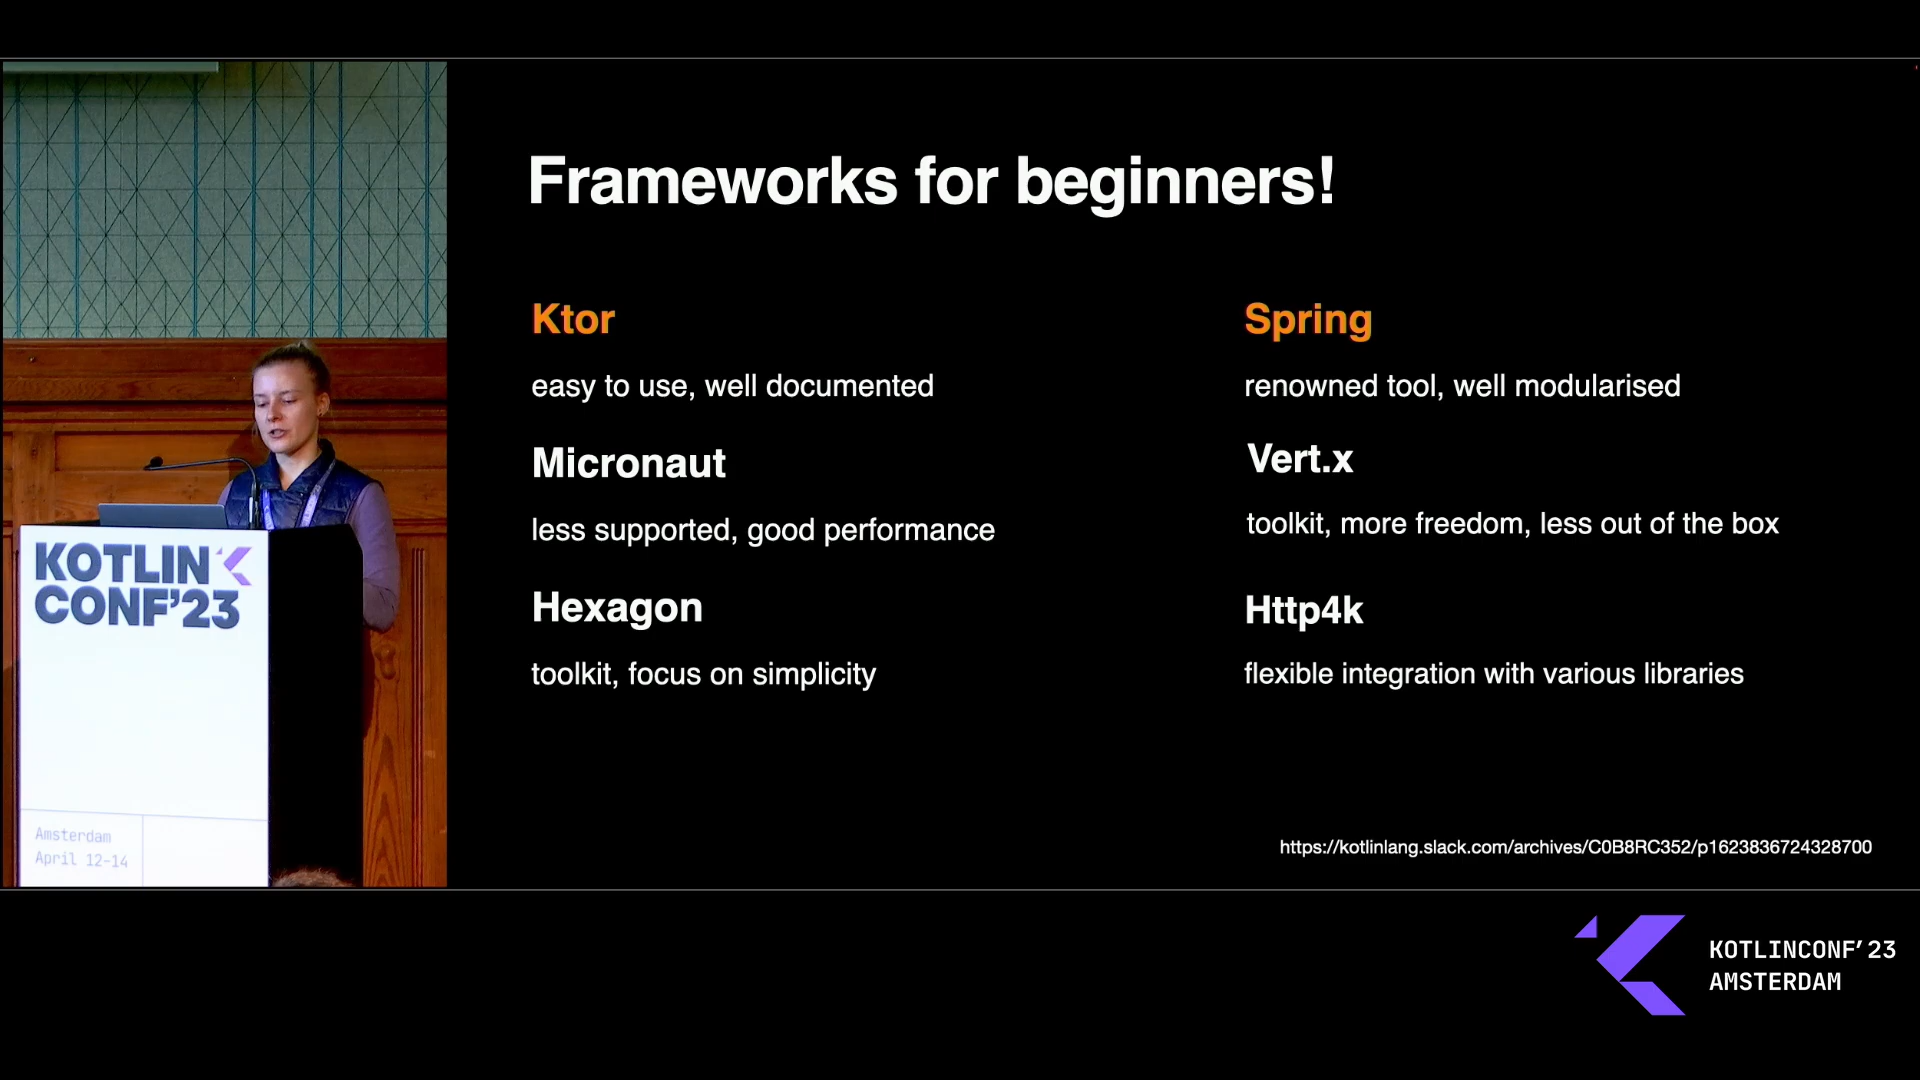 Frameworks for beginners!
Ktor
easy to use, well documented
Micronaut
less supported, good performance
Hexagon
toolkit, focus on simplicity
Spring
renowned tool, well modularised
Vert.x
toolkit, more freedom, less out of the box
Http4k
flexible integration with various libraries
https://kotlinlang.slack.com/archives/C0B8RC352/p1623836724328700
KOTLIN
CONF’23
Amsterdam
April 12-14
KOTLINCONF’23
AMSTERDAM